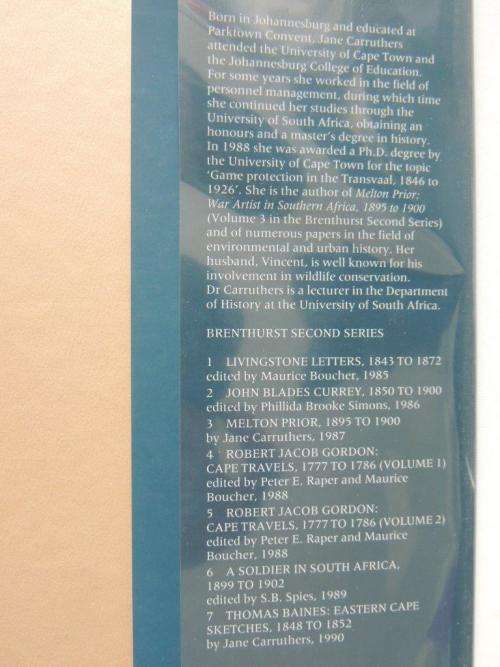 Born in Johannesburg and educated at
Parktown Convent, Jane Carruthers
attended the University of Cape Town and
the Johannesburg College of Education.
For some years she worked in the field of
personnel management, during which time
she continued her studies through the
University of South Africa, obtaining an
honours and a master's degree in history.
In 1988 she was awarded a Ph.D. degree by
the University of Cape Town for the topic
'Game protection in the Transvaal, 1846 to
1926'. She is the author of Melton Prior;
War Artist in Southern Africa, 1895 to 1900
(Volume 3 in the Brenthurst Second Series)
and of numerous papers in the field of
environmental and urban history. Her
husband, Vincent, is well known for his
involvement in wildlife conservation.
Dr Carruthers is a lecturer in the Department
of History at the University of South Africa.
BRENTHURST SECOND SERIES
1 LIVINGSTONE LETTERS, 1843 TO 1872
edited by Maurice Boucher, 1985
2 JOHN BLADES CURREY, 1850 TO 1900
edited by Phillida Brooke Simons, 1986
3 MELTON PRIOR, 1895 TO 1900
by Jane Carruthers, 1987
4 ROBERT JACOB GORDON:
CAPE TRAVELS, 1777 TO 1786 (VOLUME 1)
edited by Peter E. Raper and Maurice
Boucher, 1988
5 ROBERT JACOB GORDON:
CAPE TRAVELS, 1777 TO 1786 (VOLUME 2)
edited by Peter E. Raper and Maurice
Boucher, 1988
6 A SOLDIER IN SOUTH AFRICA,
1899 TO 1902
edited by S.B. Spies, 1989
7 THOMAS BAINES: EASTERN CAPE
SKETCHES, 1848 TO 1852
by Jane Carruthers, 1990